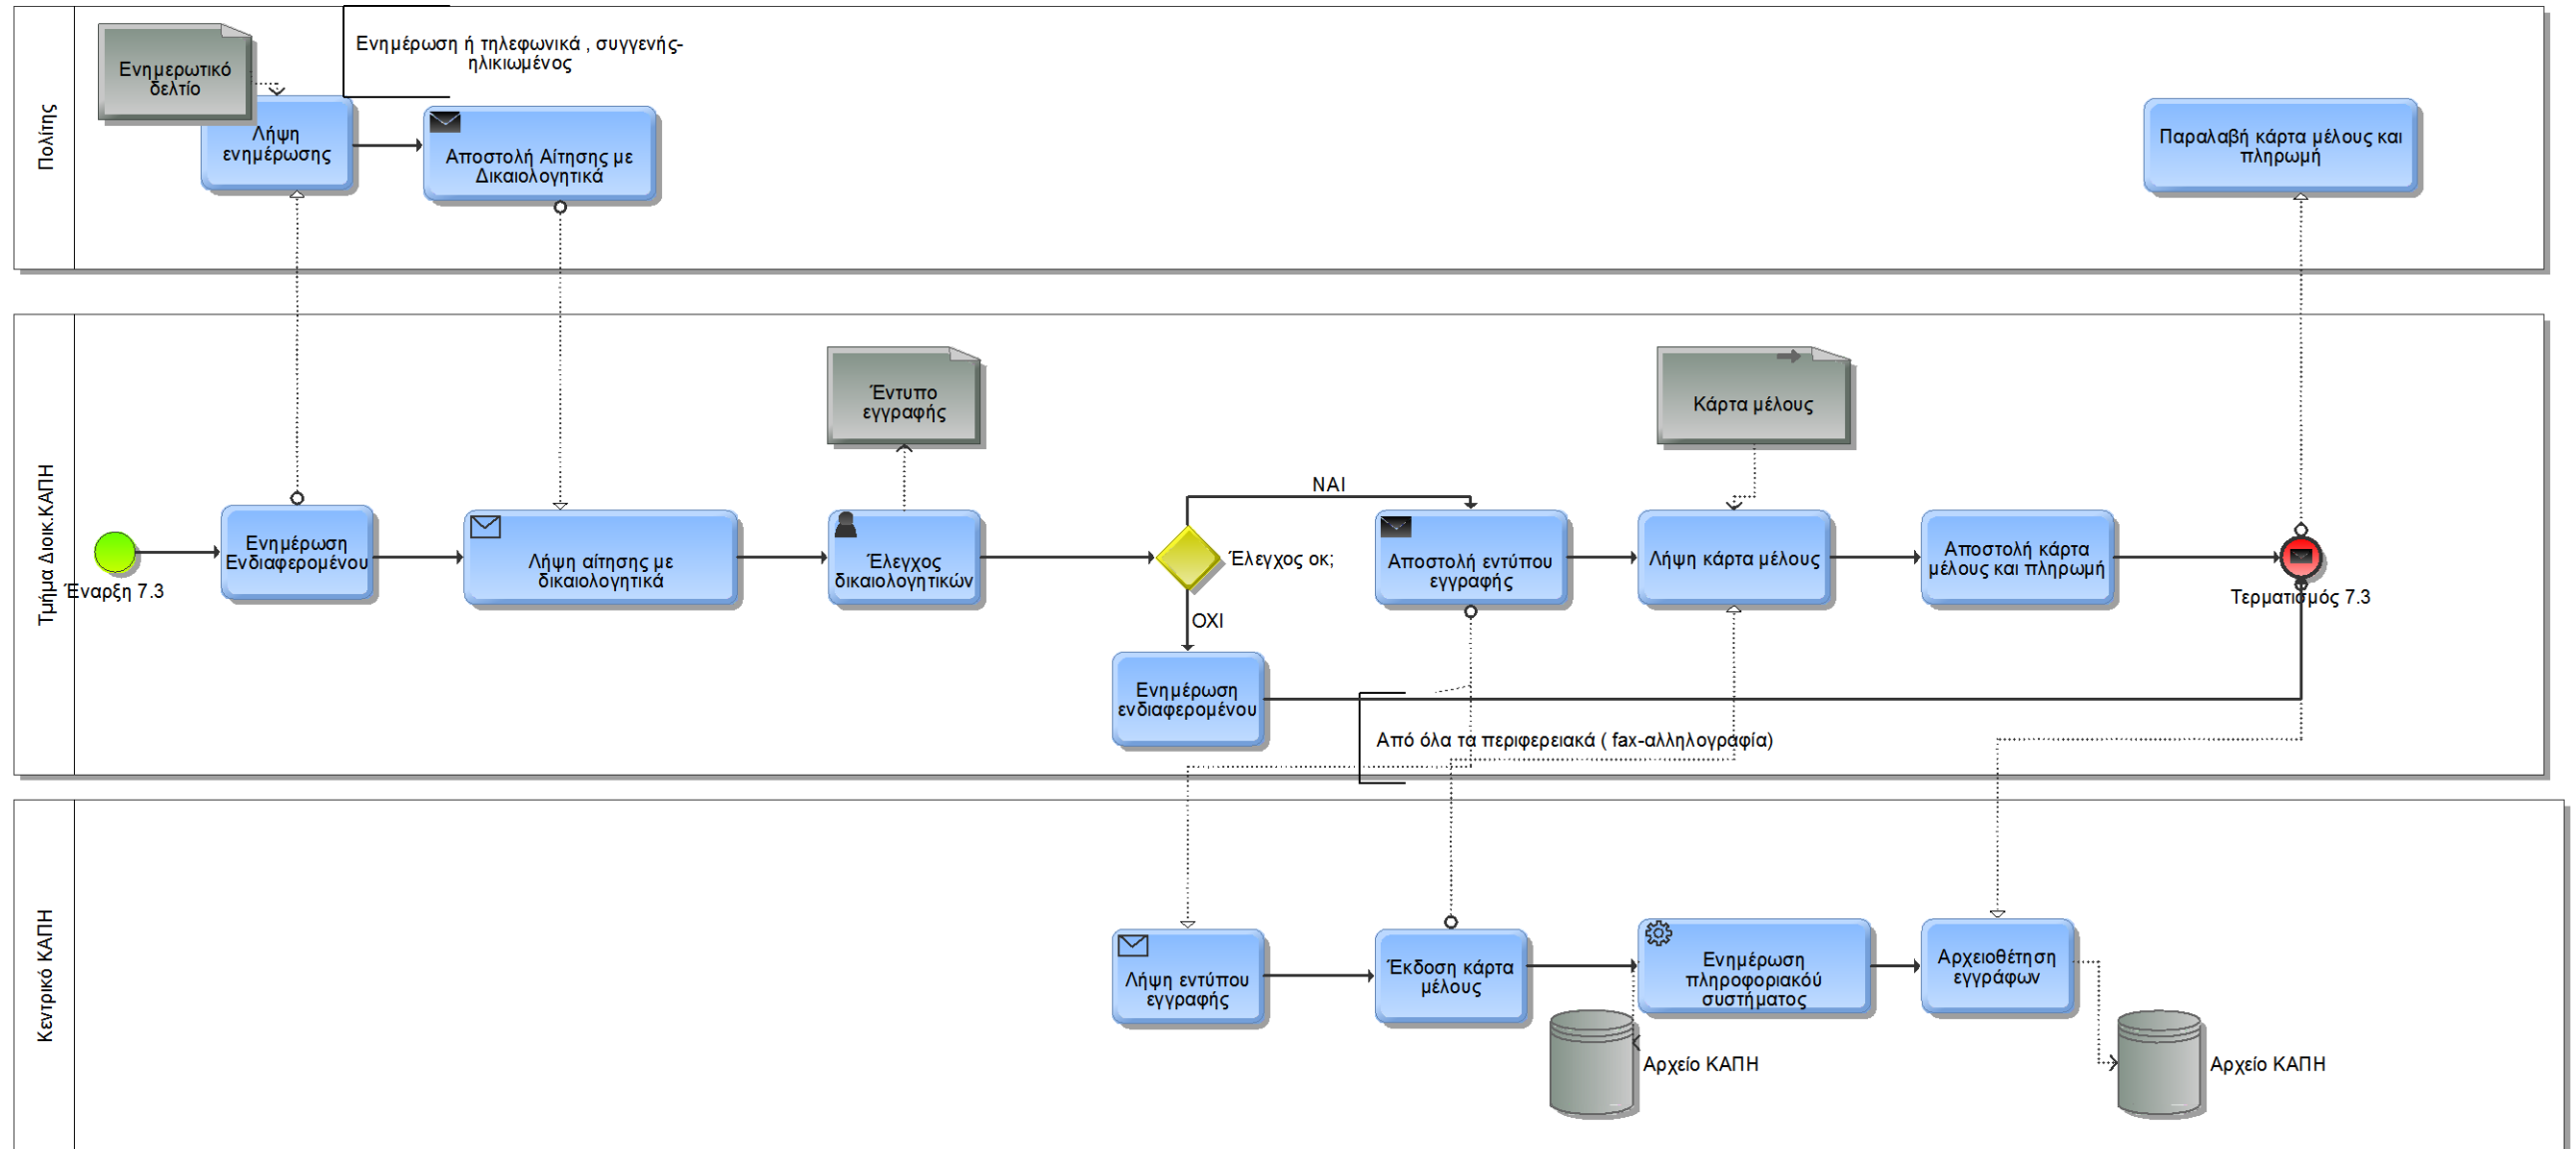 Πολίτης
Ενημερωτικό
δελτίο
Ενημέρωση ή τηλεφωνικά , συγγενής-
ηλικιωμένος
Λήψη
ενημέρωσης
Αποστολή Αίτησης με
Δικαιολογητικά
Παραλαβή κάρτα μέλους και
πληρωμή
Τμήμα Διοικ.ΚΑΠΗ
Έναρξη 7.3
Ενημέρωση
Ενδιαφερομένου
Λήψη αίτησης με
δικαιολογητικά
Έντυπο
εγγραφής
Έλεγχος
δικαιολογητικών
Έλεγχος οκ;
ΝΑΙ
ΟΧΙ
Ενημέρωση
ενδιαφερομένου
Αποστολή εντύπου
εγγραφής
Κάρτα μέλους
Λήψη κάρτα μέλους
Αποστολή κάρτα
μέλους και πληρωμή
Τερματισμός 7.3
Από όλα τα περιφερειακά ( fax-αλληλογραφία)
Κεντρικό ΚΑΠΗ
Λήψη εντύπου
εγγραφής
Έκδοση κάρτα
μέλους
Ενημέρωση
πληροφοριακού
συστήματος
Αρχειοθέτηση
εγγράφων
Αρχείο ΚΑΠΗ
Αρχείο ΚΑΠΗ